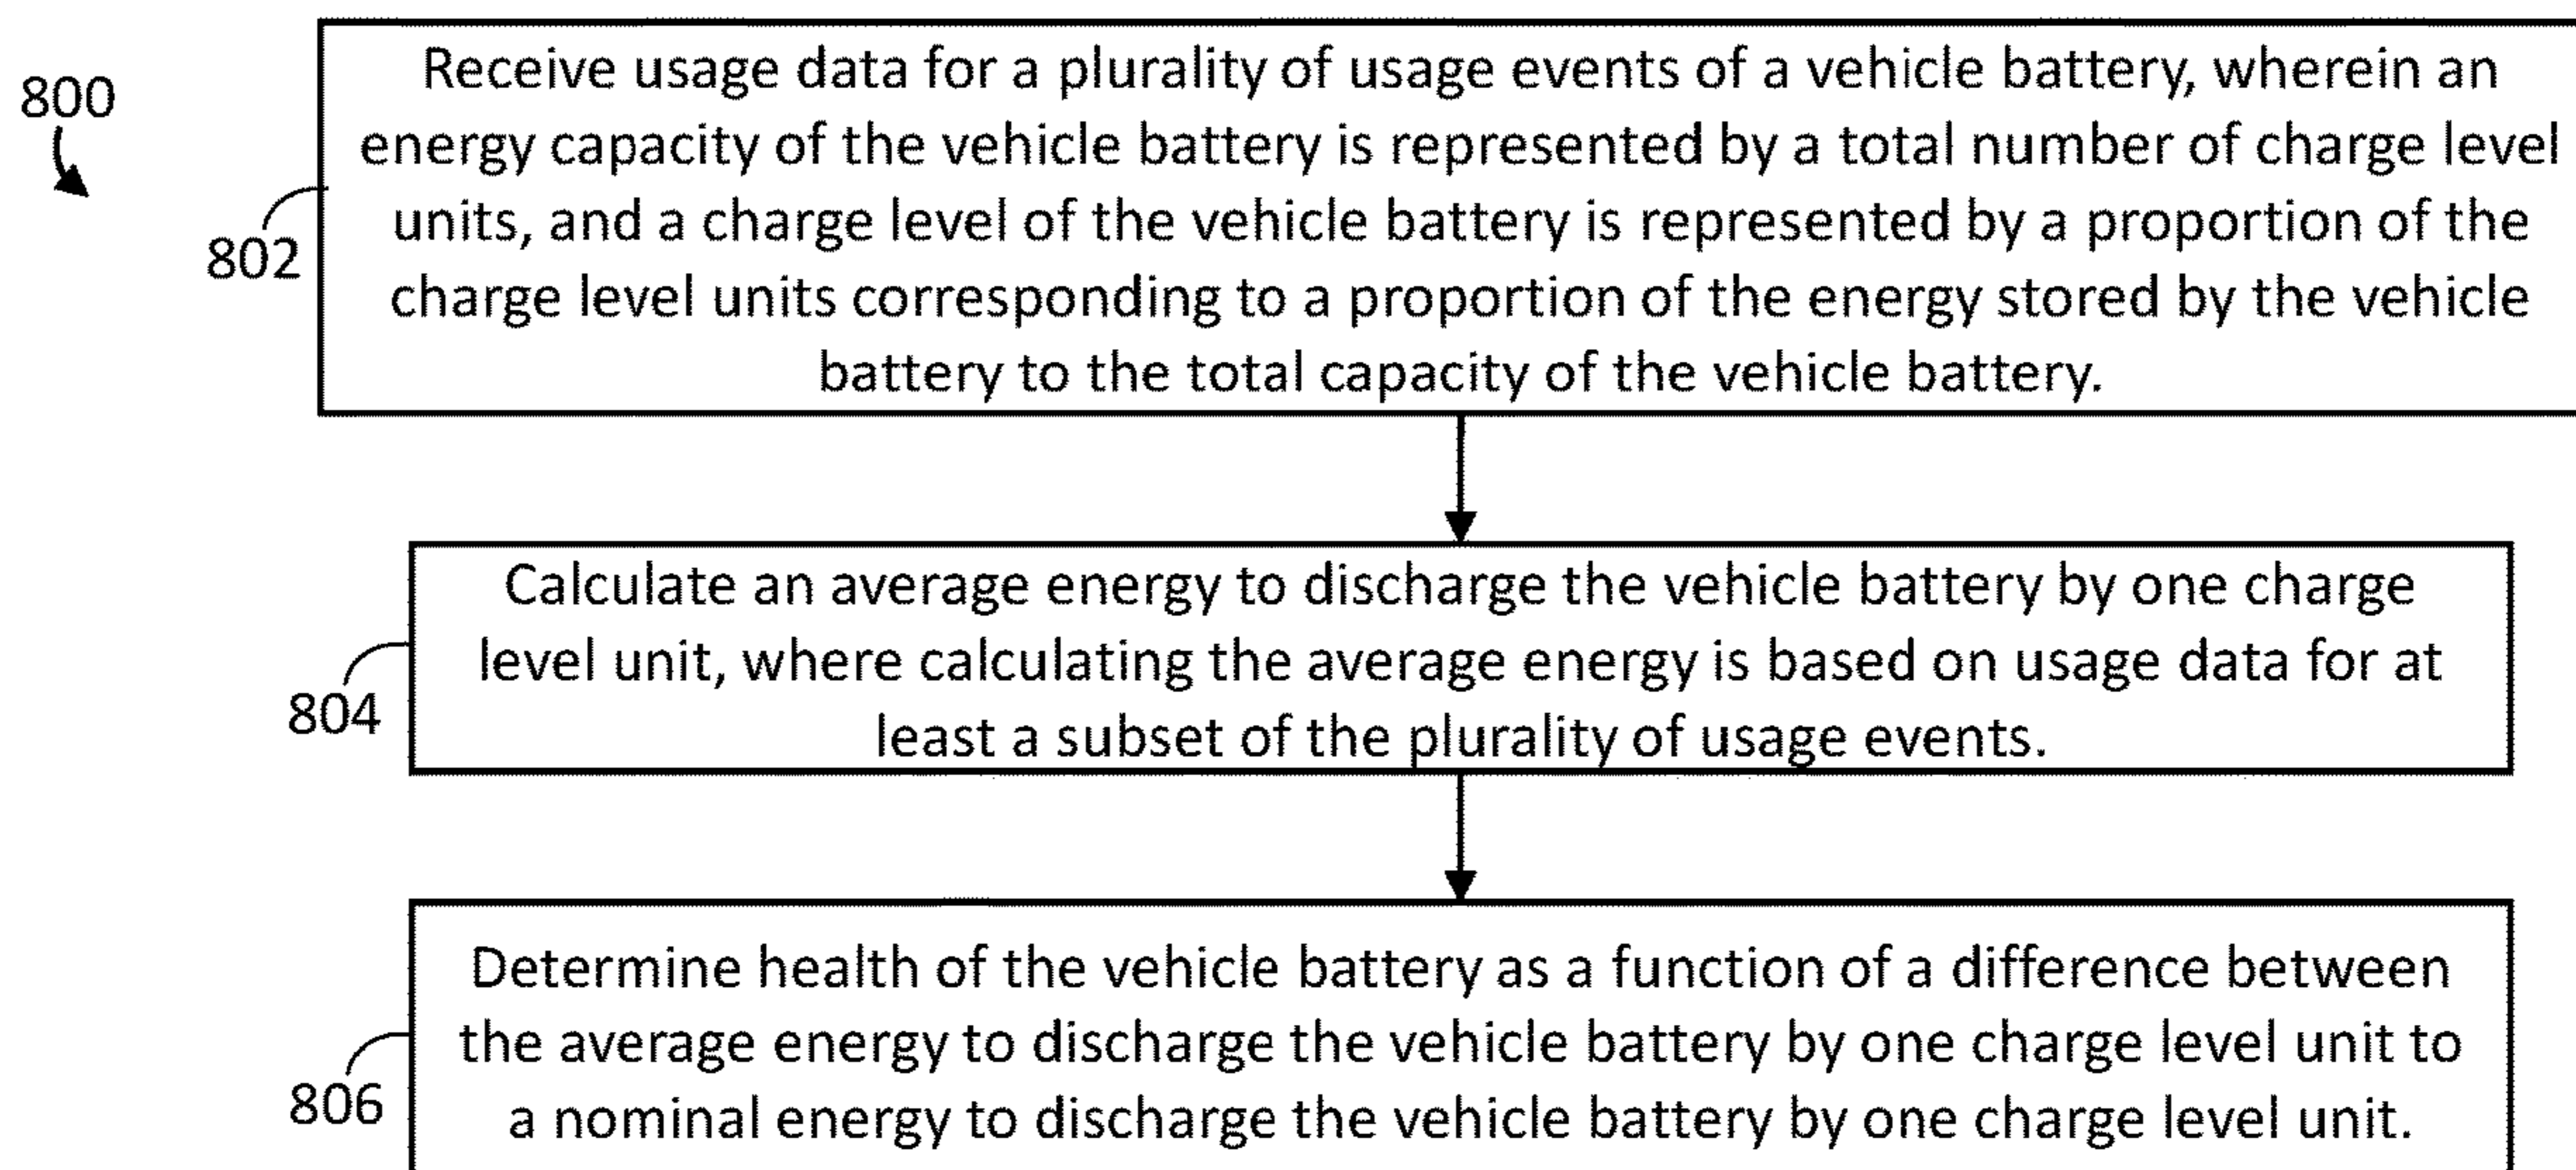 800
Receive usage data for a plurality of usage events of a vehicle battery, wherein an
energy capacity of the vehicle battery is represented by a total number of charge level
units, and a charge level of the vehicle battery is represented by a proportion of the
charge level units corresponding to a proportion of the energy stored by the vehicle
battery to the total capacity of the vehicle battery.
802
Calculate an average energy to discharge the vehicle battery by one charge
level unit, where calculating the average energy is based on usage data for at
least a subset of the plurality of usage events.
804
Determine health of the vehicle battery as a function of a difference between
the average energy to discharge the vehicle battery by one charge level unit to
a nominal energy to discharge the vehicle battery by one charge level unit.
806